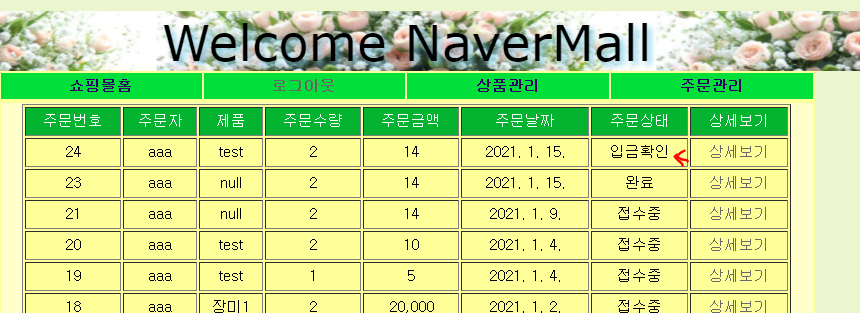 Welcome NaverMall
쇼핑몰홈 로그아웃 상품관리 주문관리
주문번호 주문자 제품 주문수량 주문금액 주문날짜 주문상태 상세보기
24 aaa test 2 14 2021. 1. 15. 입금확인 상세보기
23 aaa null 2 14 2021. 1. 15. 완료 상세보기
21 aaa null 2 14 2021. 1. 9. 접수중 상세보기
20 aaa test 2 10 2021. 1. 4. 접수중 상세보기
19 aaa test 1 5 2021. 1. 4. 접수중 상세보기
18 aaa 장미1 2 20,000 2021. 1. 2. 접수중 상세보기